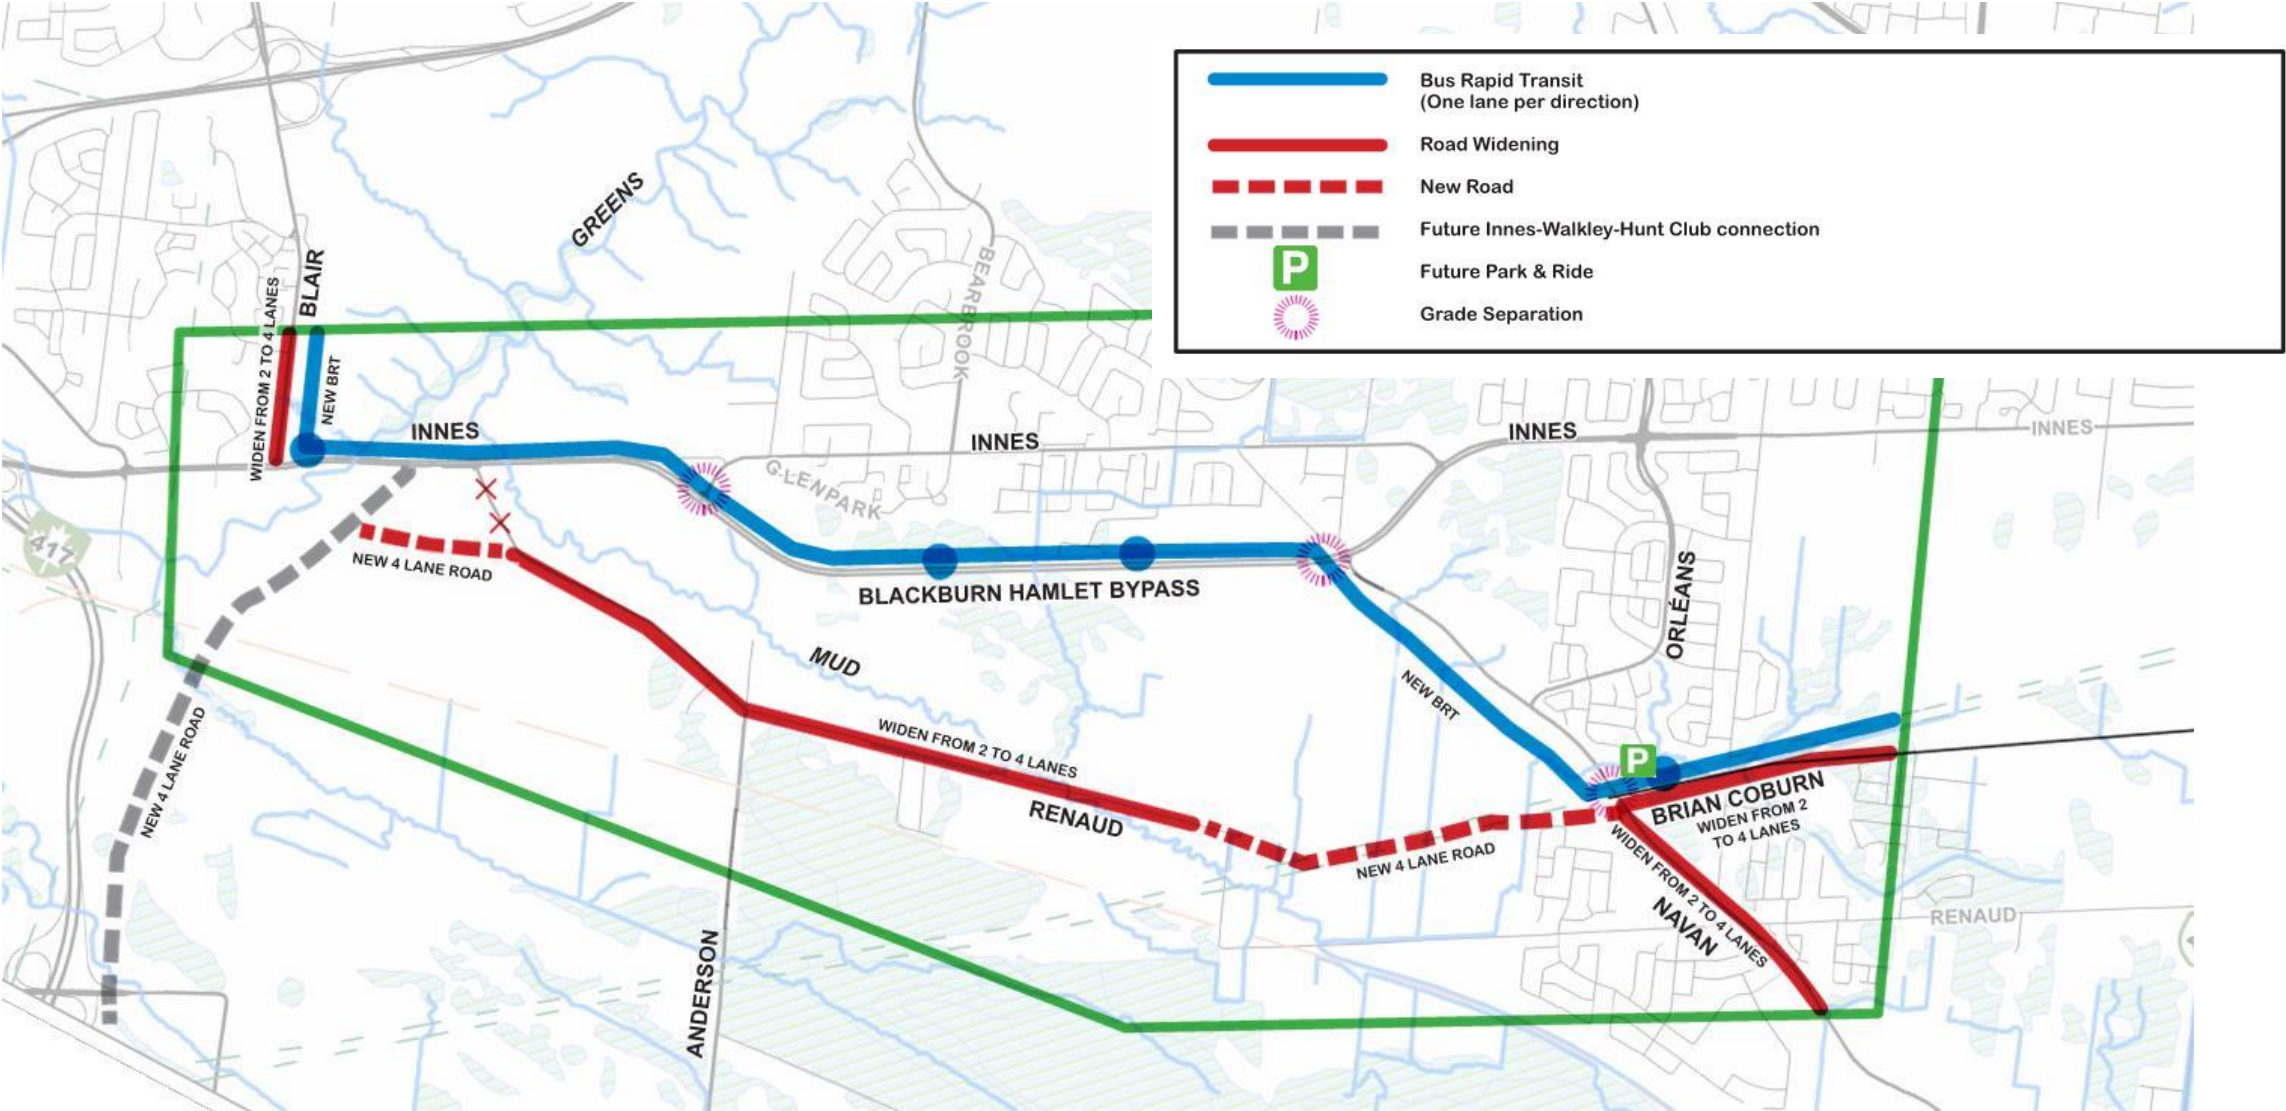 Bus Rapid Transit
(One lane per direction)
Road Widening
New Road
Future Innes-Walkley-Hunt Club connection
P
Future Park & Ride
Grade Separation
GREENS
BLAIR
WIDEN FROM 2 TO 4 LANES
NEW BRT
BEARBROOK
INNES
INNES
INNES
INNES
GLENPARK
417
NEW 4 LANE ROAD
BLACKBURN HAMLET BYPASS
ORLÉANS
MUD
NEW BRT
NEW 4 LANE ROAD
WIDEN FROM 2 TO 4 LANES
RENAUD
P
BRIAN COBURN
WIDEN FROM 2
TO 4 LANES
NEW 4 LANE ROAD
WIDEN FROM 2 TO 4 LANES
NAVAN
RENAUD
ANDERSON